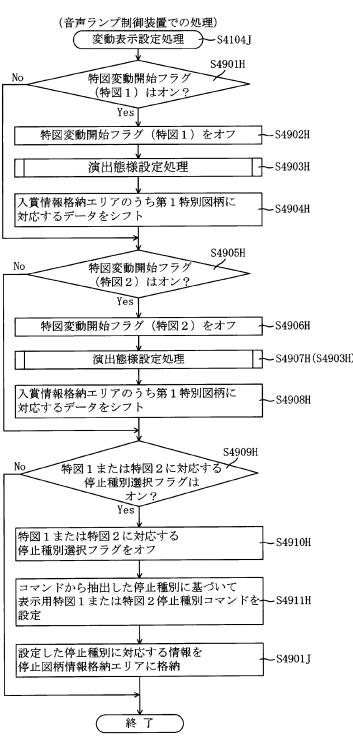 (音声ランプ制御装置での処理)
変動表示設定処理
S4104J
S4901H
No
特図変動開始フラグ
(特図1)はオン?
Yes
特図変動開始フラグ(特図1)をオフ
S4902H
演出態様設定処理
S4903H
入賞情報格納エリアのうち第1特別図柄に
対応するデータをシフト
S4904H
S4905H
No
特図変動開始フラグ
(特図2)はオン?
Yes
特図変動開始フラグ(特図2)をオフ
S4906H
演出態様設定処理
S4907H(S4903H)
入賞情報格納エリアのうち第1特別図柄に
対応するデータをシフト
S4908H
S4909H
No
特図1または特図2に対応する
停止種別選択フラグは
オン?
Yes
特図1または特図2に対応する
停止種別選択フラグをオフ
S4910H
コマンドから抽出した停止種別に基づいて
表示用特図1または特図2停止種別コマンドを
設定
S4911H
設定した停止種別に対応する情報を
停止図柄情報格納エリアに格納
S4901J
終了